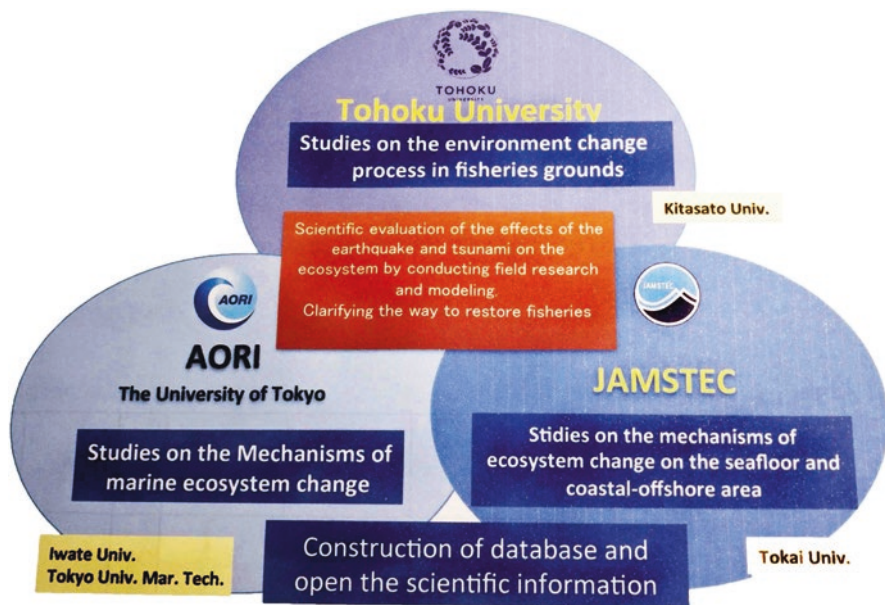 TOHOKU
UNIVERSITY
Tohoku University
Studies on the environment change
process in fisheries grounds
Kitasato Univ.
Scientific evaluation of the effects of the
earthquake and tsunami on the
ecosystem by conducting field research
and modeling.
Clarifying the way to restore fisheries
AORI
AORI
The University of Tokyo
Studies on the Mechanisms of
marine ecosystem change
JAMSTEC
JAMSTEC
Stidies on the mechanisms of
ecosystem change on the seafloor and
coastal-offshore area
Iwate Univ.
Tokyo Univ. Mar. Tech.
Construction of database and
open the scientific information
Tokai Univ.